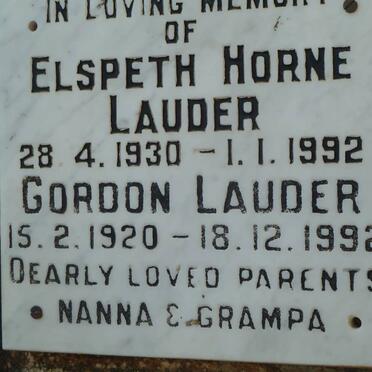 IN LOVING MEMORY
OF
ELSPETH HORNE
LAUDER
28 4.1930 - 1.1.1992
GORDON LAUDER
15.2.1920 - 18.12.1992
DEARLY LOVED PARENTS
NANNA & GRAMPA